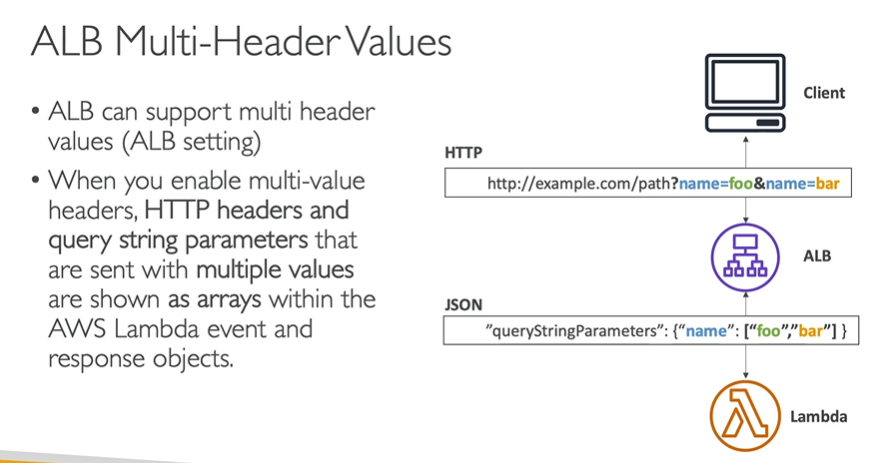 ALB Multi-Header Values
• ALB can support multi header
values (ALB setting)
• When you enable multi-value
headers, HTTP headers and
query string parameters that
are sent with multiple values
are shown as arrays within the
AWS Lambda event and
response objects.
Client
HTTP
http://example.com/path?name=foo&name=bar
ALB
JSON
”queryStringParameters”: {“name”: [“foo”,”bar”] }
Lambda